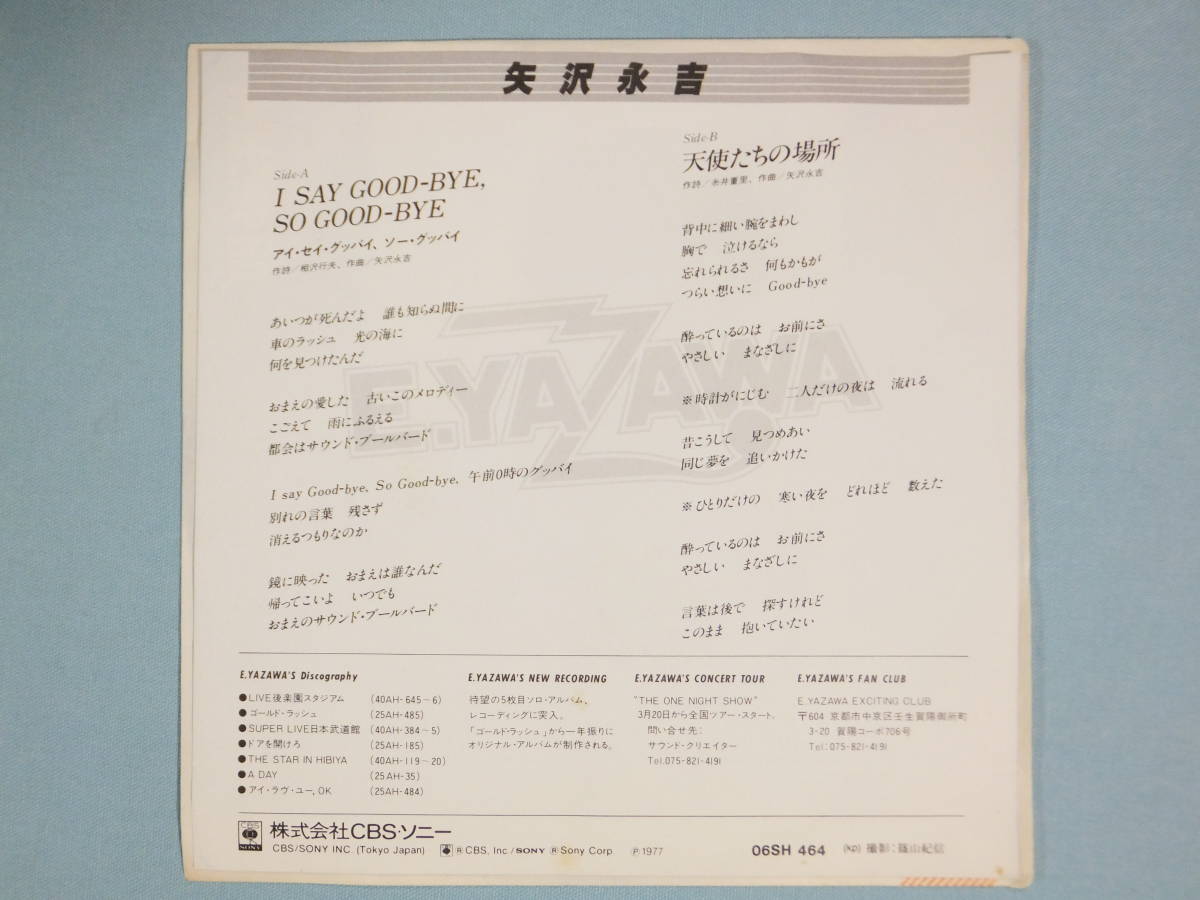 矢沢永吉
Side-A
I SAY GOOD-BYE,
SO GOOD-BYE
アイ・セイ・グッバイ、ソー・グッバイ
作詩/相沢行夫、作曲/矢沢永吉
あいつが死んだよ 誰も知らぬ間に
車のラッシュ 光の海に
何を見つけたんだ
おまえの愛した 古いこのメロディー
こごえて 雨にふるえる
都会はサウンド・ブールバード
I say Good-bye, So Good-bye, 午前0時のグッバイ
別れの言葉 残さず
消えるつもりなのか
鏡に映った おまえは誰なんだ
帰ってこいよ いつでも
おまえのサウンド・ブールバード
Side-B
天使たちの場所
作詩/糸井重里、作曲/矢沢永吉
背中に細い腕をまわし
胸で 泣けるなら
忘れられるさ 何もかもが
つらい想いに Good-bye
酔っているのは お前にさ
やさしい まなざしに
※時計がにじむ 二人だけの夜は 流れる
昔こうして 見つめあい
同じ夢を 追いかけた
※ひとりだけの 寒い夜を どれほど 数えた
酔っているのは お前にさ
やさしい まなざしに
言葉は後で 探すけれど
このまま 抱いていたい
E.YAZAWA
E.YAZAWA'S Discography
●LIVE後楽園スタジアム (40AH-645~6)
●ゴールド・ラッシュ (25AH-485)
●SUPER LIVE日本武道館 (40AH-384~5)
●ドアを開けろ (25AH-185)
●THE STAR IN HIBIYA (40AH-119~20)
●A DAY (25AH-35)
●アイ・ラヴ・ユー,OK (25AH-484)
E.YAZAWA'S NEW RECORDING
待望の5枚目ソロ・アルバム、
レコーディングに突入。
「ゴールド・ラッシュ」から一年振りに
オリジナル・アルバムが制作される。
E.YAZAWA'S CONCERT TOUR
"THE ONE NIGHT SHOW"
3月20日から全国ツアー・スタート。
問い合せ先:
サウンド・クリエイター
Tel.075-821-4191
E.YAZAWA'S FAN CLUB
E.YAZAWA EXCITING CLUB
〒604 京都市中京区壬生賀陽御所町
3-20 賀陽コーポ706号
Tel:075-821-4191
CBS
SONY
株式会社CBS・ソニー
CBS/SONY INC. (Tokyo Japan)
®CBS, Inc./SONY ®Sony Corp ℗1977
06SH 464
(xp) 撮影:篠山紀信